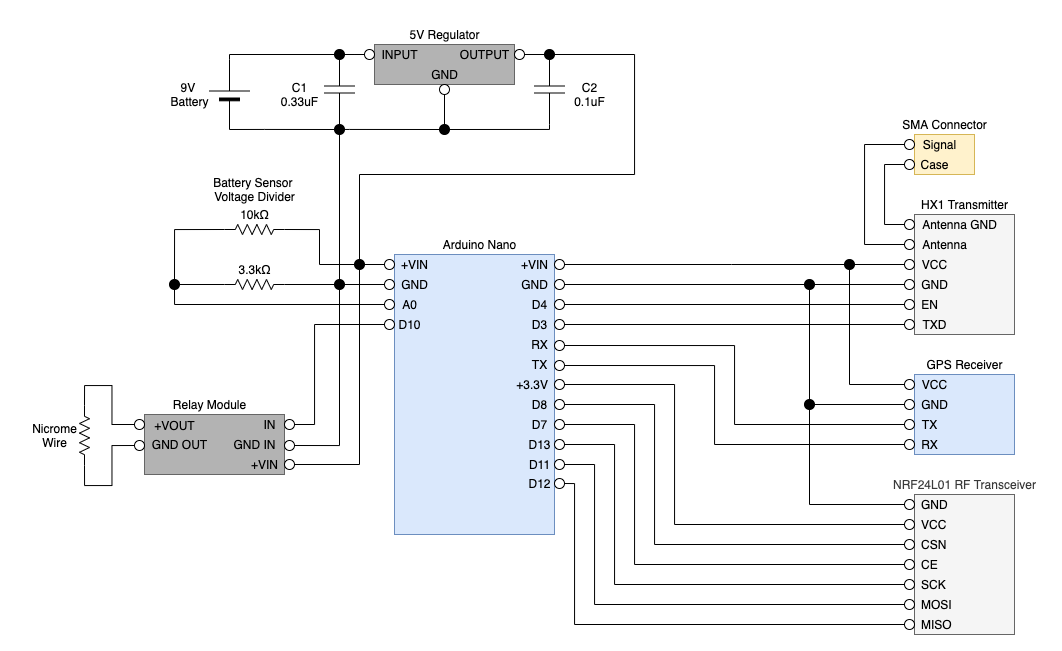 5V Regulator
INPUT
OUTPUT
GND
9V
Battery
C1
0.33uF
C2
0.1uF
SMA Connector
Signal
Case
Battery Sensor
Voltage Divider
10kΩ
3.3kΩ
HX1 Transmitter
Antenna GND
Antenna
VCC
GND
EN
TXD
Arduino Nano
+VIN
GND
A0
D10
+VIN
GND
D4
D3
RX
TX
+3.3V
D8
D7
D13
D11
D12
GPS Receiver
VCC
GND
TX
RX
Relay Module
+VOUT
GND OUT
IN
GND IN
+VIN
Nicrome
Wire
NRF24L01 RF Transceiver
GND
VCC
CSN
CE
SCK
MOSI
MISO